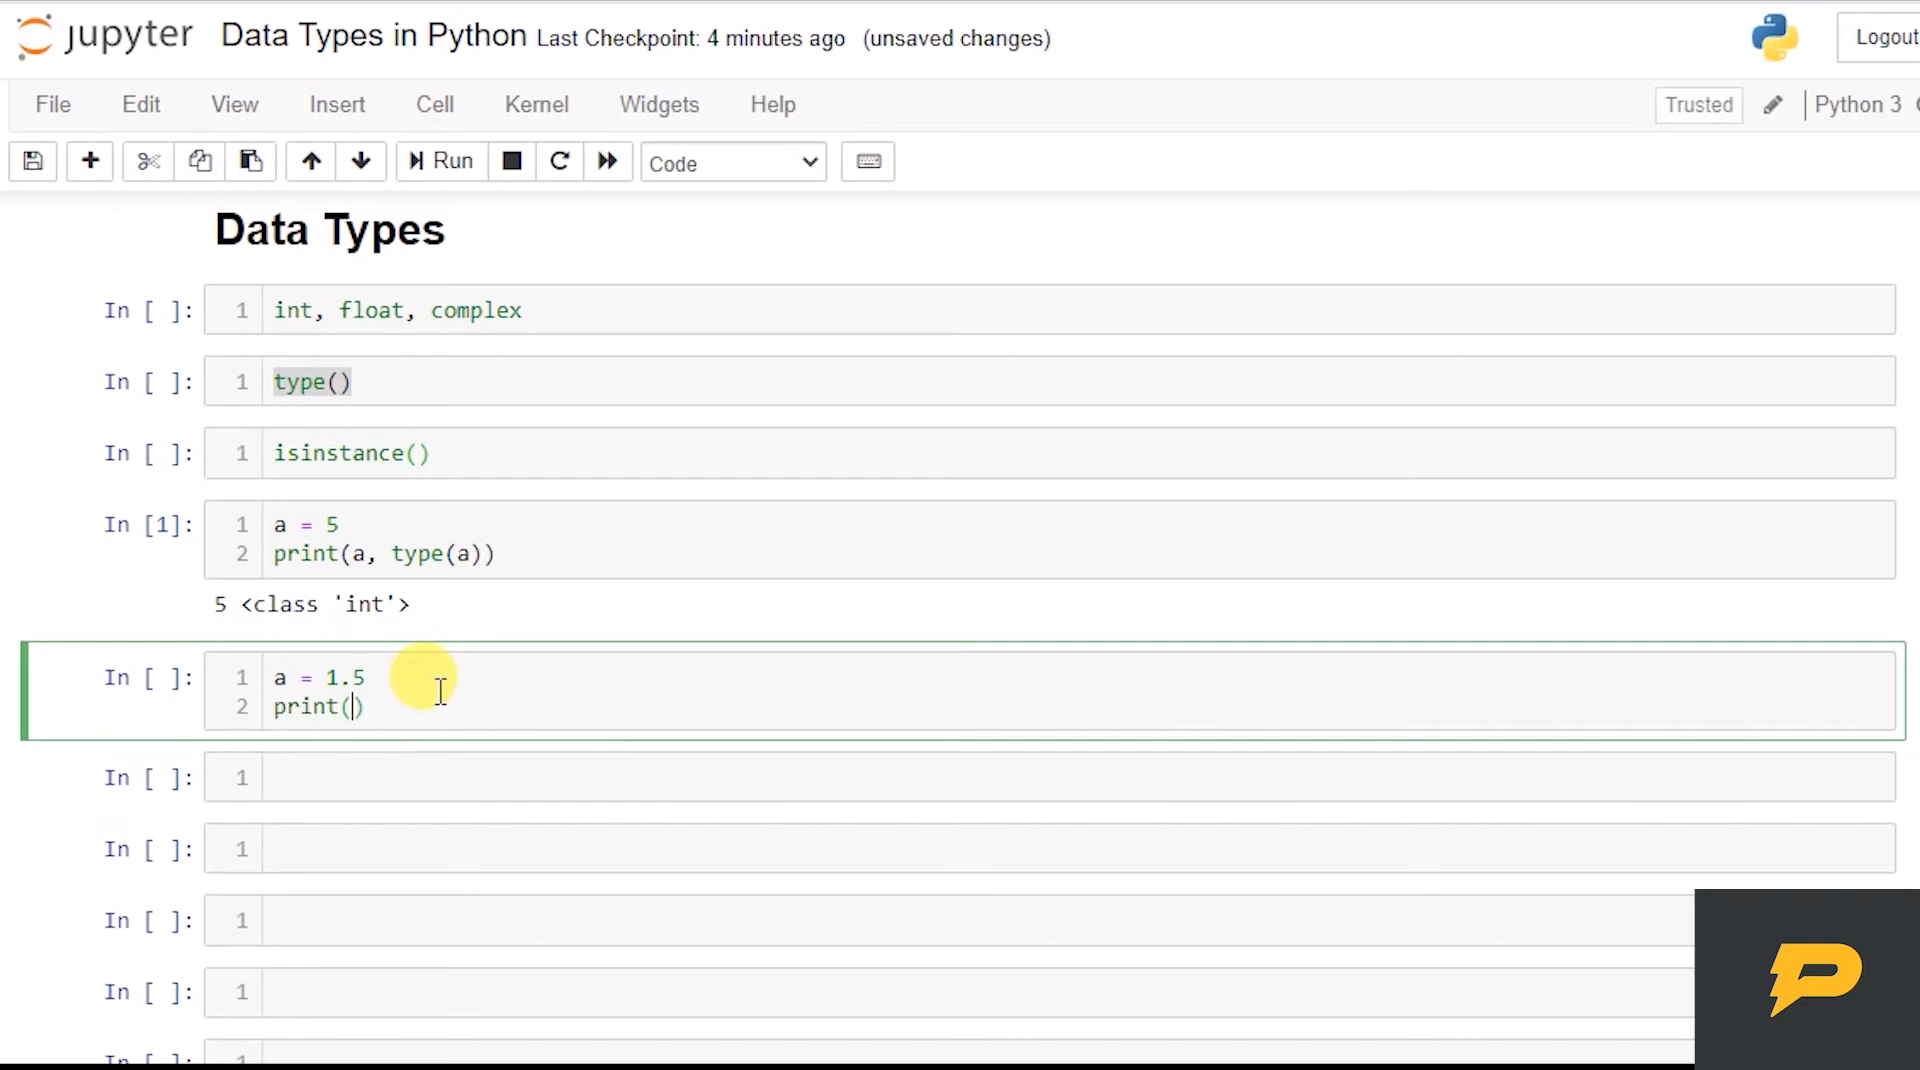 jupyter Data Types in Python Last Checkpoint: 4 minutes ago (unsaved changes) Logout
File Edit View Insert Cell Kernel Widgets Help Trusted Python 3
Run Code
Data Types
In [ ]: 1 int, float, complex
In [ ]: 1 type()
In [ ]: 1 isinstance()
In [1]: 1 a = 5
2 print(a, type(a))
5 <class 'int'>
In [ ]: 1 a = 1.5
2 print()
In [ ]: 1
In [ ]: 1
In [ ]: 1
In [ ]: 1
In [ ]: 1